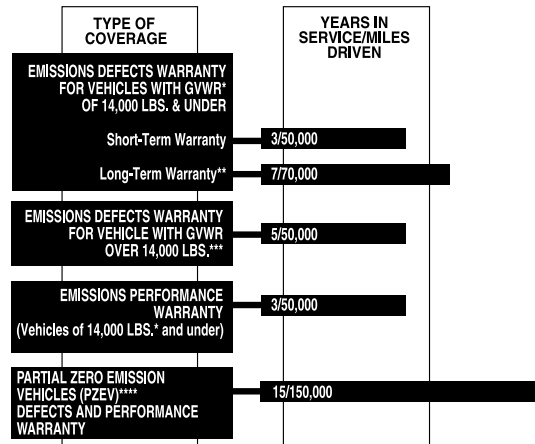 TYPE OF
COVERAGE
YEARS IN
SERVICE/MILES
DRIVEN
EMISSIONS DEFECTS WARRANTY
FOR VEHICLES WITH GVWR*
OF 14,000 LBS. & UNDER
Short-Term Warranty
3/50,000
Long-Term Warranty**
7/70,000
EMISSIONS DEFECTS WARRANTY
FOR VEHICLE WITH GVWR
OVER 14,000 LBS.***
5/50,000
EMISSIONS PERFORMANCE
WARRANTY
(Vehicles of 14,000 LBS.* and under)
3/50,000
PARTIAL ZERO EMISSION
VEHICLES (PZEV)****
DEFECTS AND PERFORMANCE
WARRANTY
15/150,000